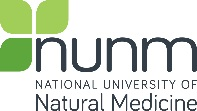 nunm
NATIONAL UNIVERSITY OF
Natural Medicine